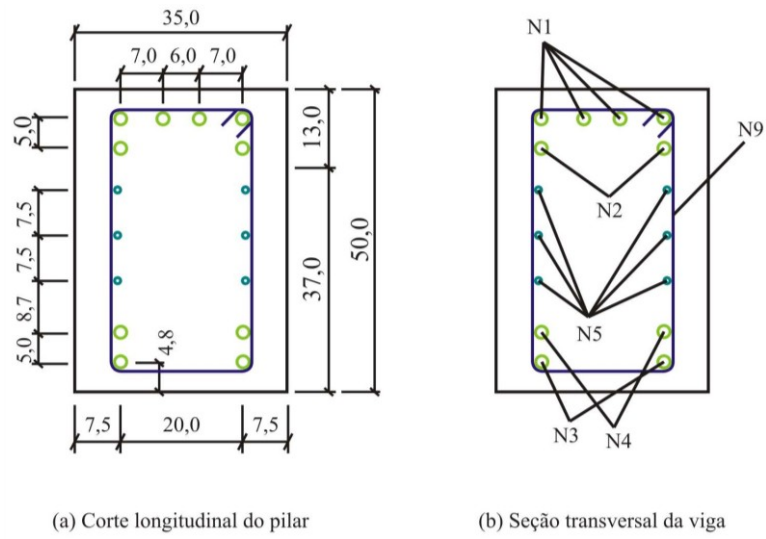 35,0
7,0 6,0 7,0
5,0
7,5
7,5
8,7
5,0
4,8
13,0
37,0
50,0
7,5 20,0 7,5
(a) Corte longitudinal do pilar
N1
N9
N2
N5
N3 N4
(b) Seção transversal da viga